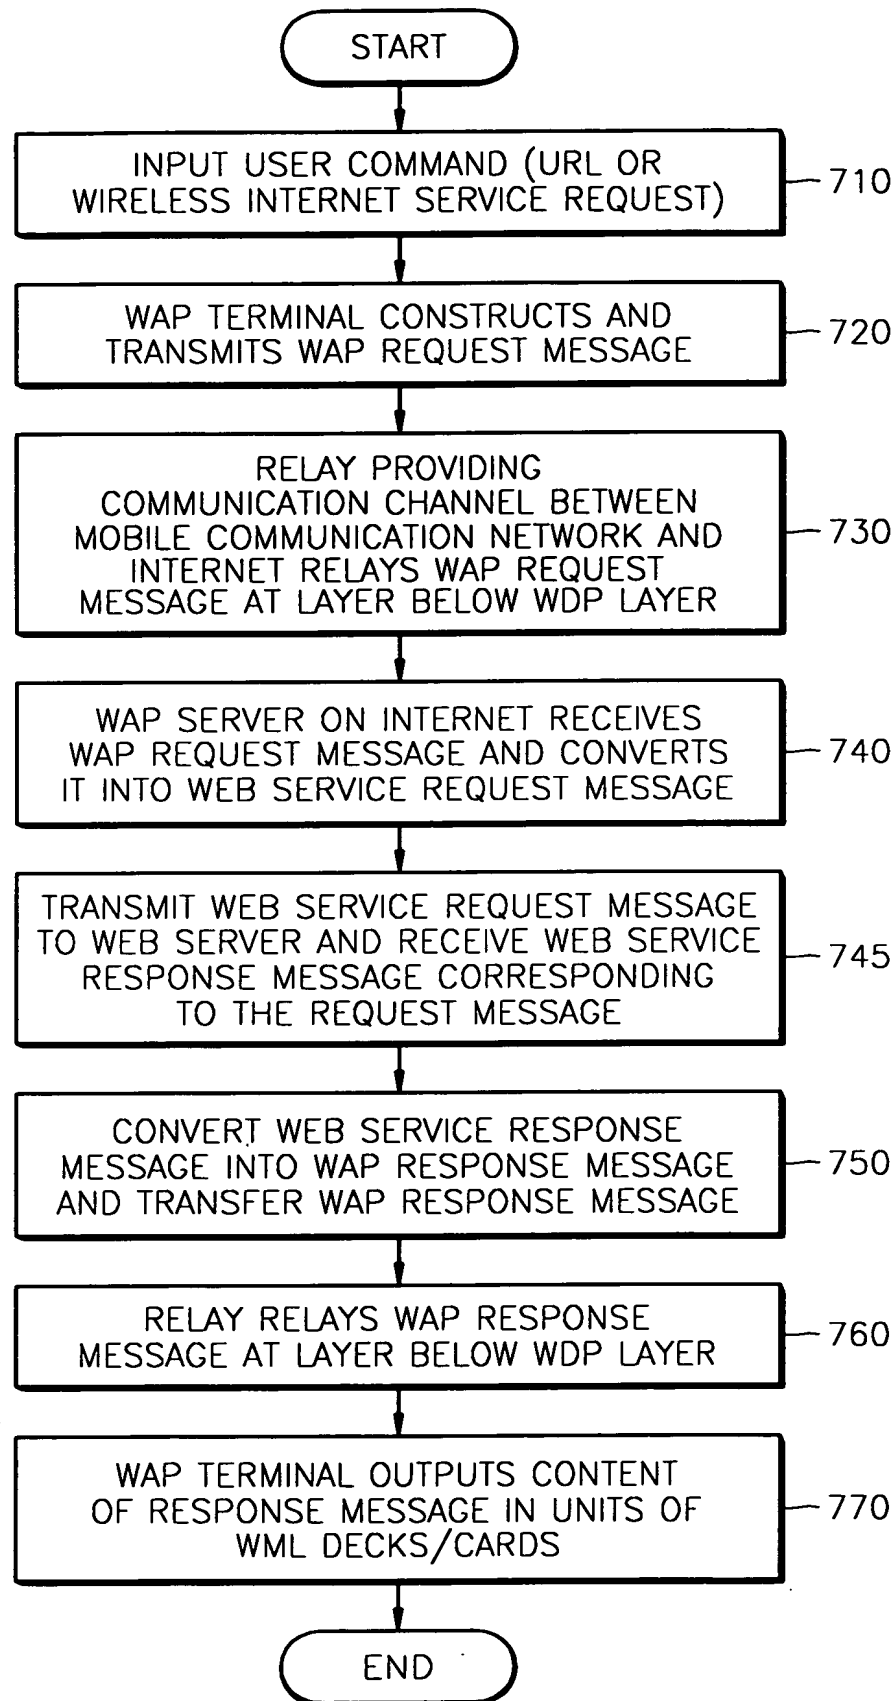 START
INPUT USER COMMAND (URL OR
WIRELESS INTERNET SERVICE REQUEST)
710
WAP TERMINAL CONSTRUCTS AND
TRANSMITS WAP REQUEST MESSAGE
720
RELAY PROVIDING
COMMUNICATION CHANNEL BETWEEN
MOBILE COMMUNICATION NETWORK AND
INTERNET RELAYS WAP REQUEST
MESSAGE AT LAYER BELOW WDP LAYER
730
WAP SERVER ON INTERNET RECEIVES
WAP REQUEST MESSAGE AND CONVERTS
IT INTO WEB SERVICE REQUEST MESSAGE
740
TRANSMIT WEB SERVICE REQUEST MESSAGE
TO WEB SERVER AND RECEIVE WEB SERVICE
RESPONSE MESSAGE CORRESPONDING
TO THE REQUEST MESSAGE
745
CONVERT WEB SERVICE RESPONSE
MESSAGE INTO WAP RESPONSE MESSAGE
AND TRANSFER WAP RESPONSE MESSAGE
750
RELAY RELAYS WAP RESPONSE
MESSAGE AT LAYER BELOW WDP LAYER
760
WAP TERMINAL OUTPUTS CONTENT
OF RESPONSE MESSAGE IN UNITS OF
WML DECKS/CARDS
770
END